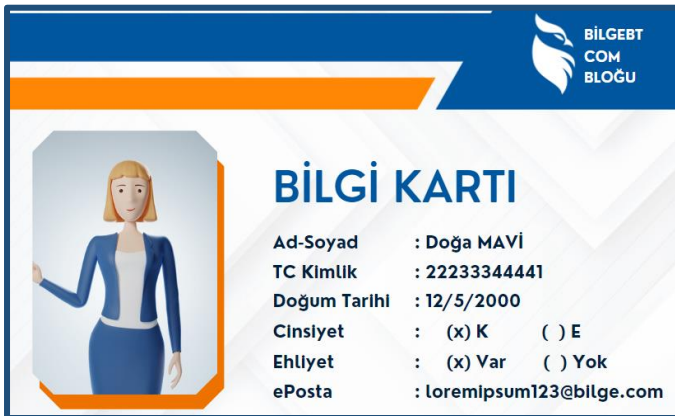 BİLGEBT
COM
BLOĞU
BİLGİ KARTI
Ad-Soyad : Doğa MAVİ
TC Kimlik : 22233344441
Doğum Tarihi : 12/5/2000
Cinsiyet : (x) K ( ) E
Ehliyet : (x) Var ( ) Yok
ePosta : loremipsum123@bilge.com